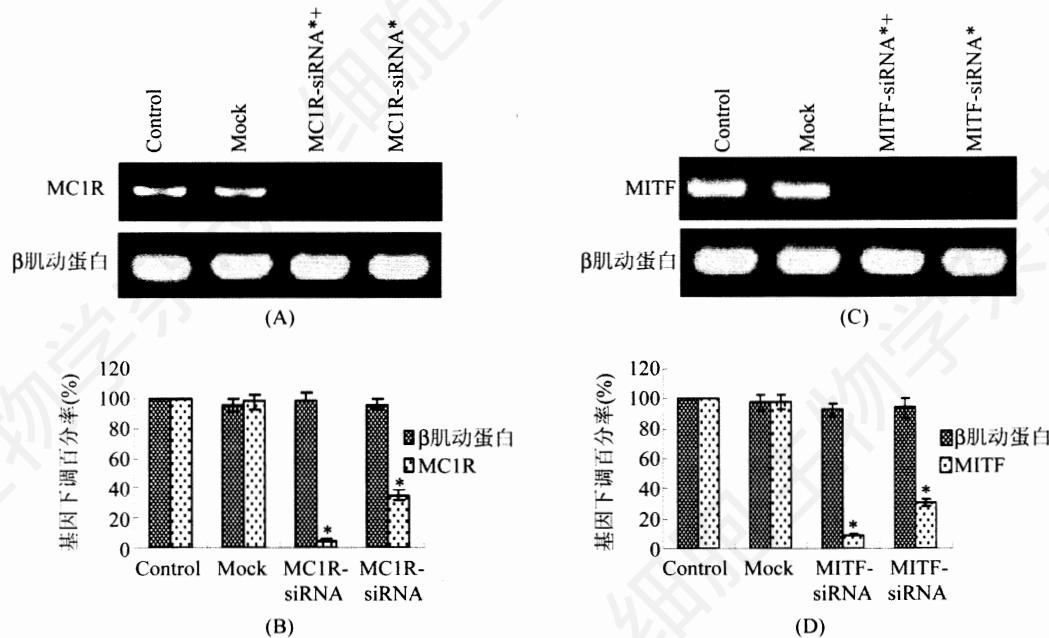 Control
Mock
MC1R-siRNA*+
MC1R-siRNA*
MC1R
β肌动蛋白
(A)
Control
Mock
MITF-siRNA*+
MITF-siRNA*
MITF
β肌动蛋白
(C)
基因下调百分率(%)
120
100
80
60
40
20
0
*
*
β肌动蛋白
MC1R
Control
Mock
MC1R-
siRNA
MC1R-
siRNA
(B)
基因下调百分率(%)
120
100
80
60
40
20
0
*
*
β肌动蛋白
MITF
Control
Mock
MITF-
siRNA
MITF-
siRNA
(D)